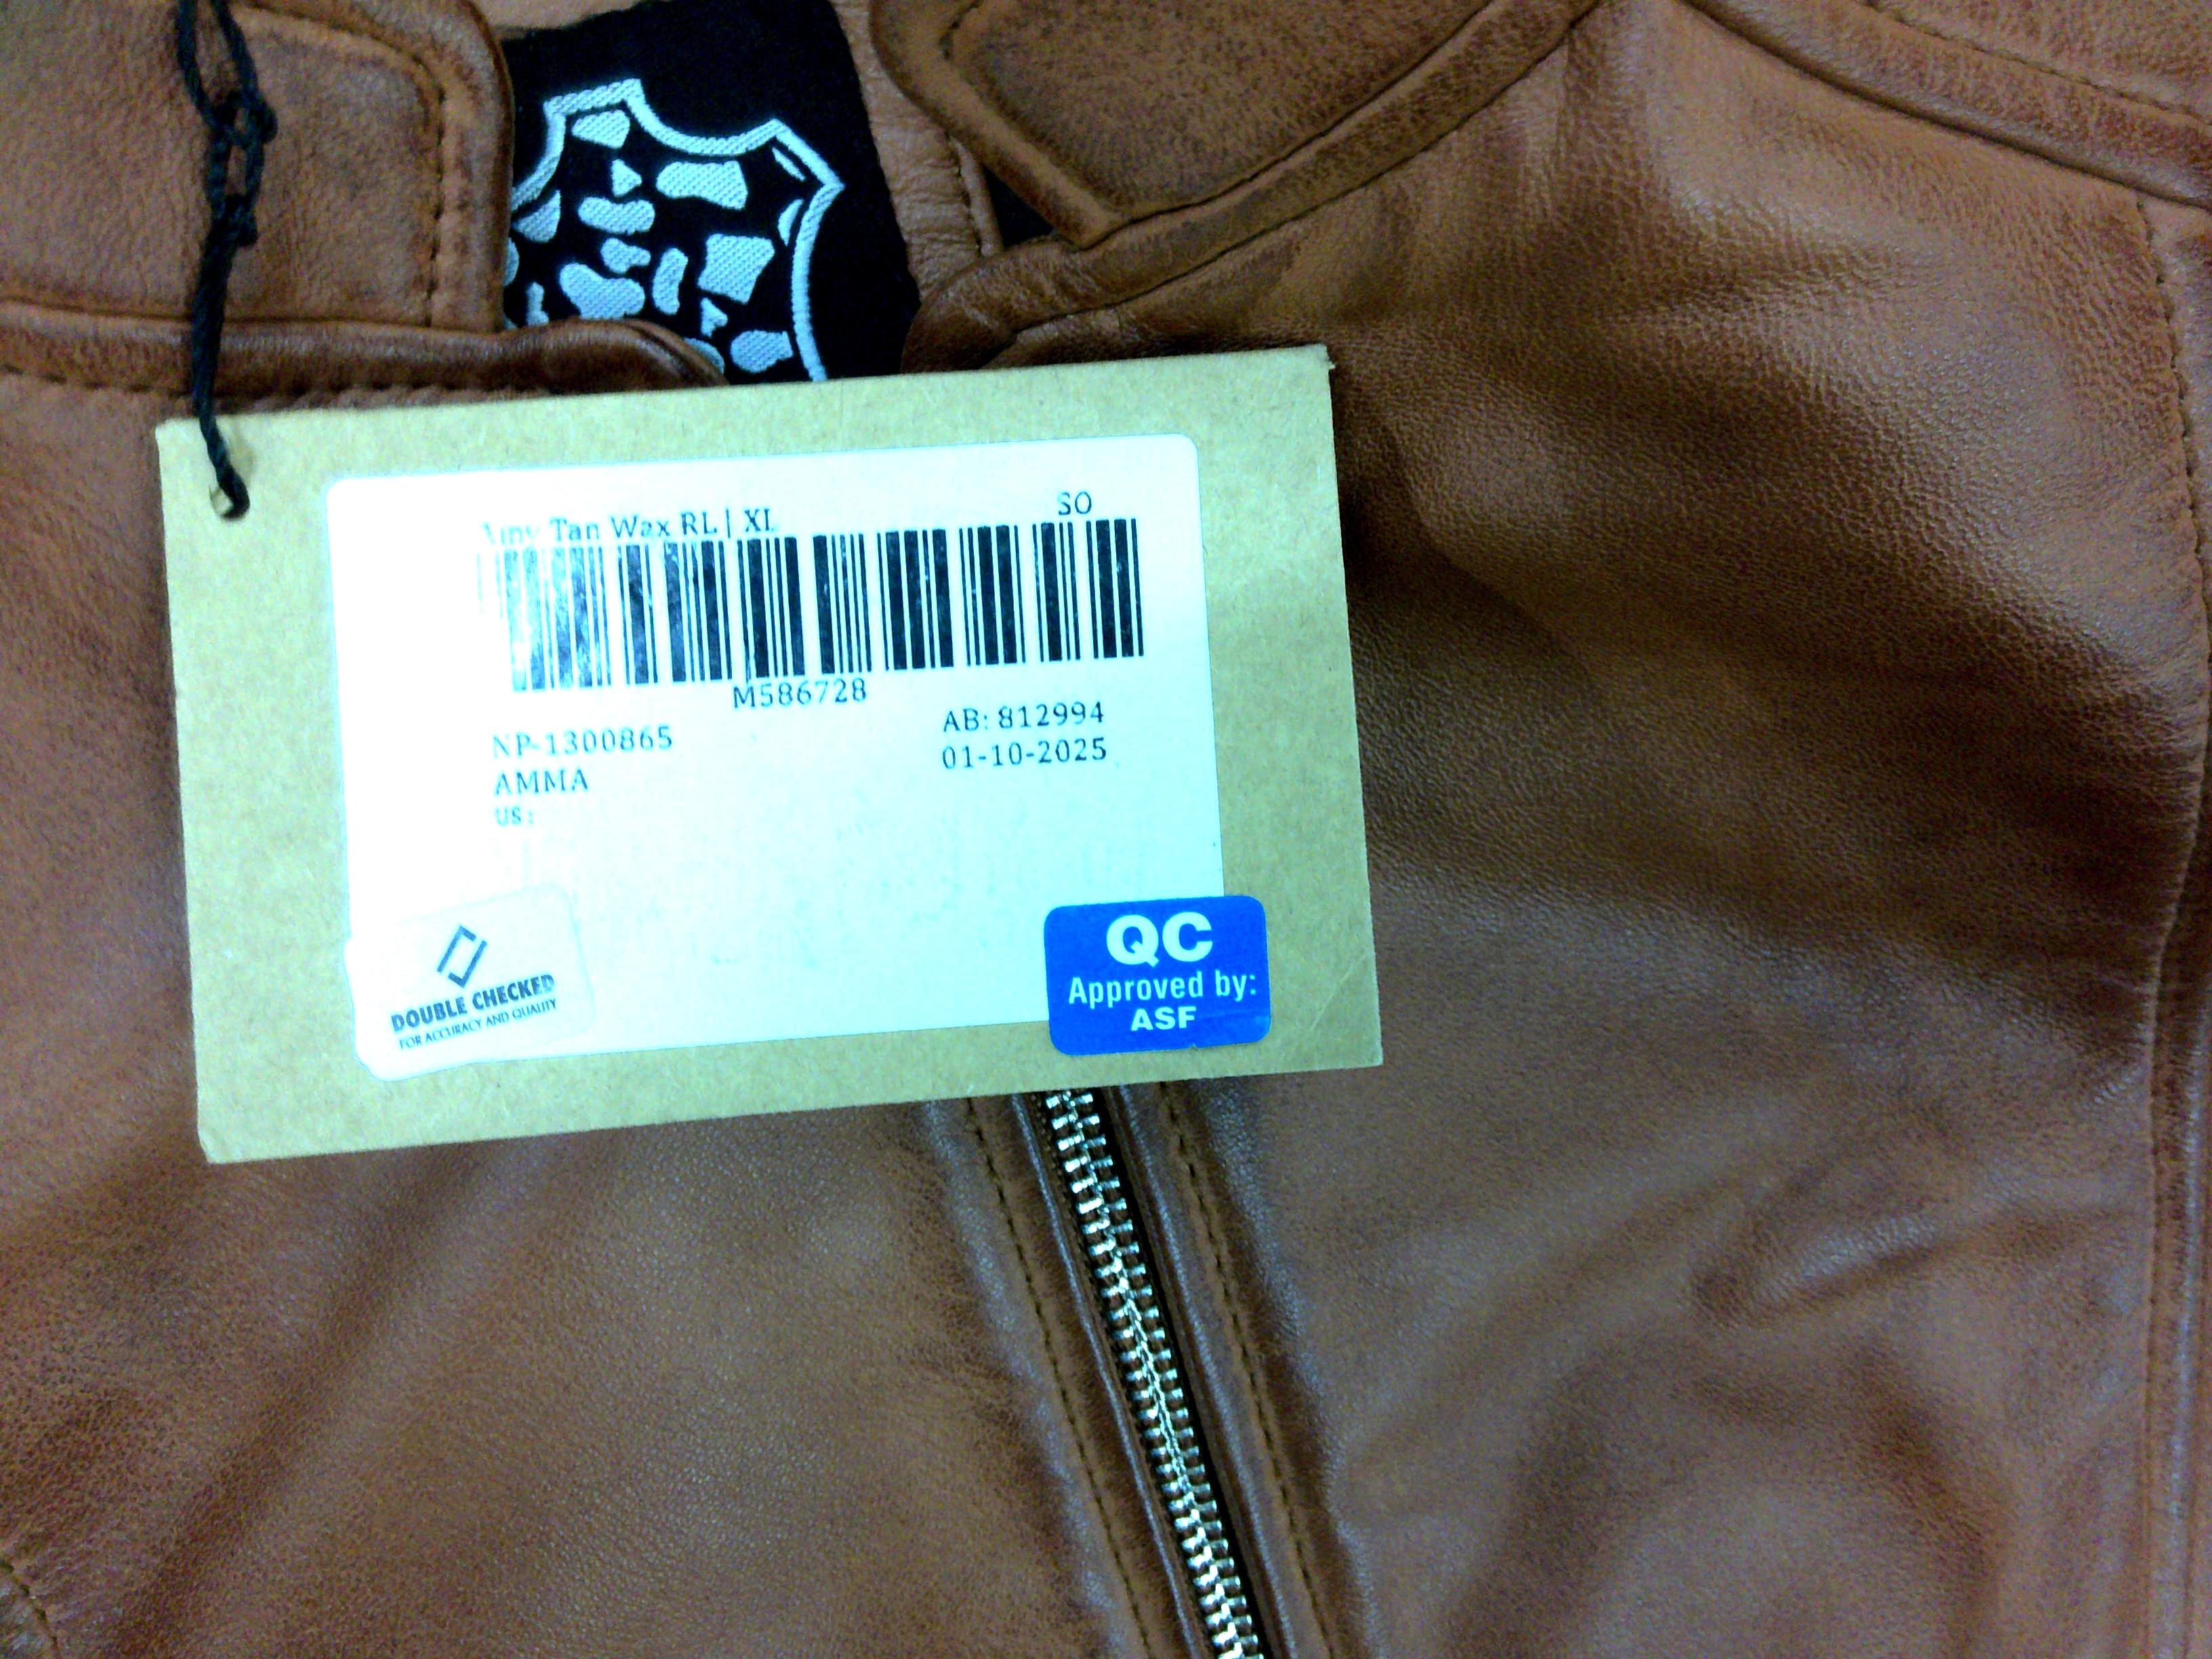 Amy Tan Wax RL | XL
SO
M586728
NP-1300865
AB: 812994
AMMA
01-10-2025
US:
DOUBLE CHECKED
FOR ACCURACY AND QUALITY
QC
Approved by:
ASF